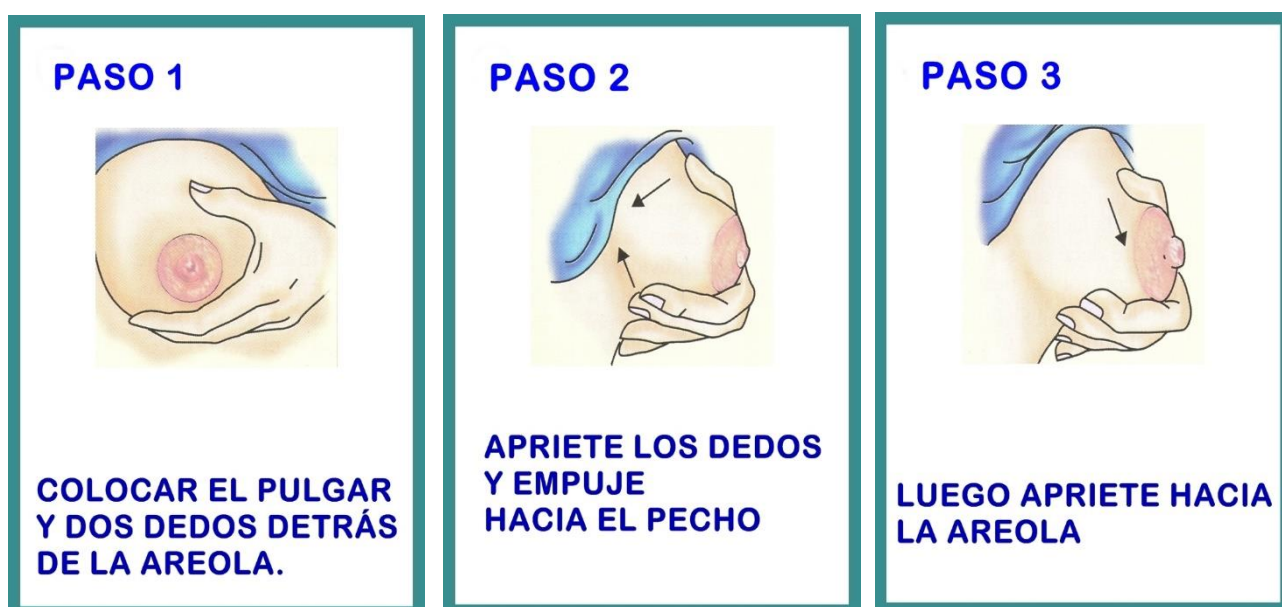 PASO 1
COLOCAR EL PULGAR
Y DOS DEDOS DETRÁS
DE LA AREOLA.
PASO 2
APRIETE LOS DEDOS
Y EMPUJE
HACIA EL PECHO
PASO 3
LUEGO APRIETE HACIA
LA AREOLA